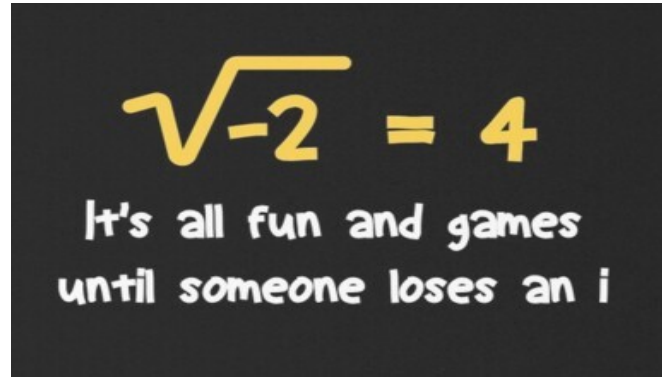 √-2 = 4
It's all fun and games
until someone loses an i